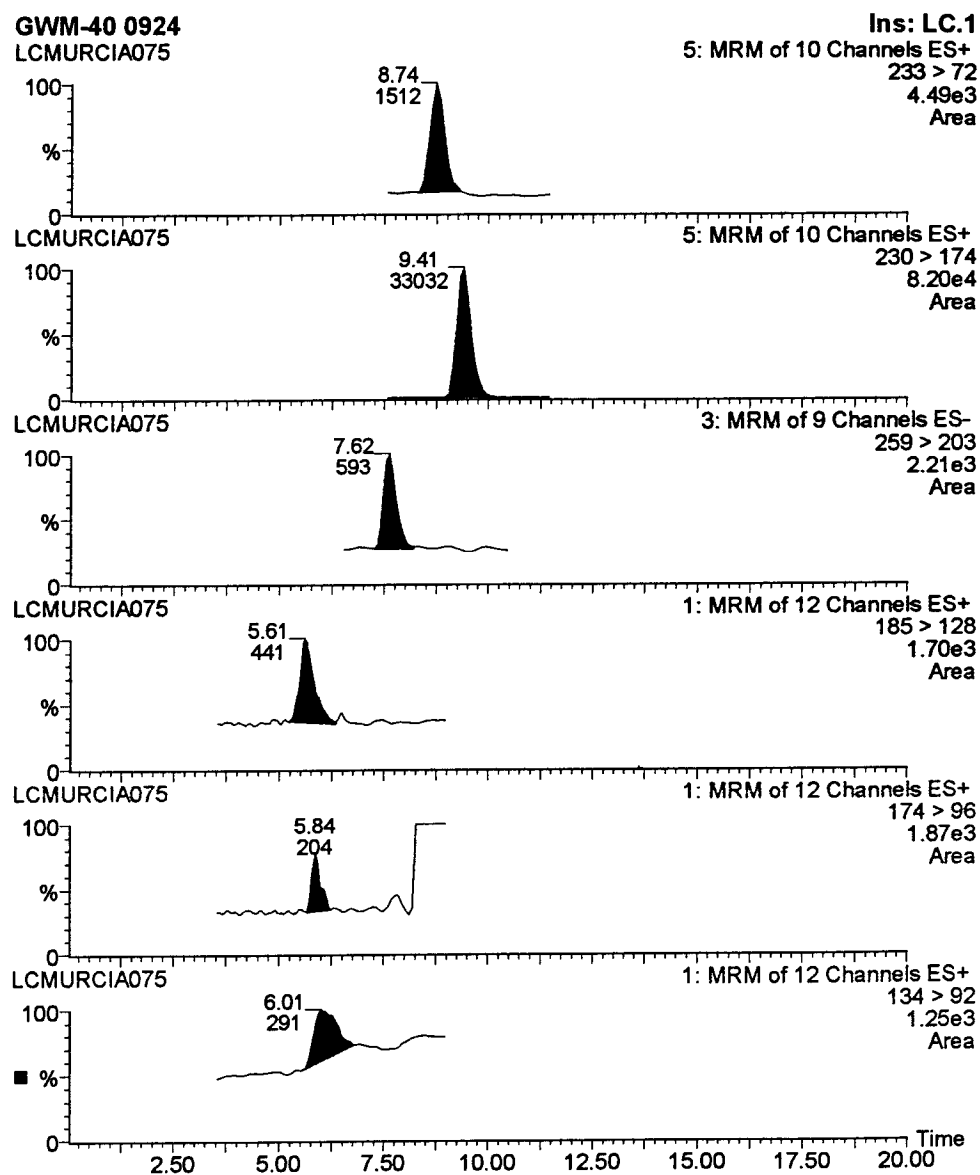 GWM-40 0924
Ins: LC.1
LCMURCIA075
5: MRM of 10 Channels ES+
233 > 72
4.49e3
Area
8.74
1512
100
%
0
LCMURCIA075
5: MRM of 10 Channels ES+
230 > 174
8.20e4
Area
9.41
33032
100
%
0
LCMURCIA075
3: MRM of 9 Channels ES-
259 > 203
2.21e3
Area
7.62
593
100
%
0
LCMURCIA075
1: MRM of 12 Channels ES+
185 > 128
1.70e3
Area
5.61
441
100
%
0
LCMURCIA075
1: MRM of 12 Channels ES+
174 > 96
1.87e3
Area
5.84
204
100
%
0
LCMURCIA075
1: MRM of 12 Channels ES+
134 > 92
1.25e3
Area
6.01
291
100
%
0
Time
2.50 5.00 7.50 10.00 12.50 15.00 17.50 20.00